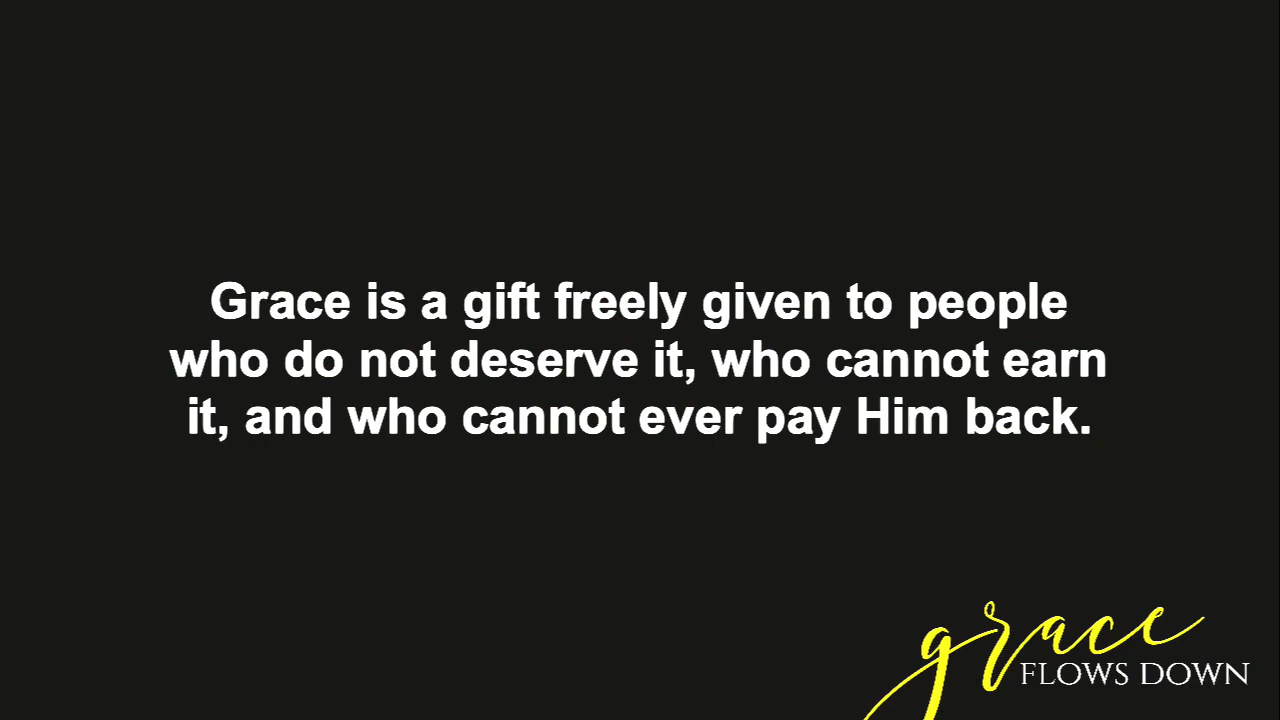 Grace is a gift freely given to people
who do not deserve it, who cannot earn
it, and who cannot ever pay Him back.
grace
FLOWS DOWN